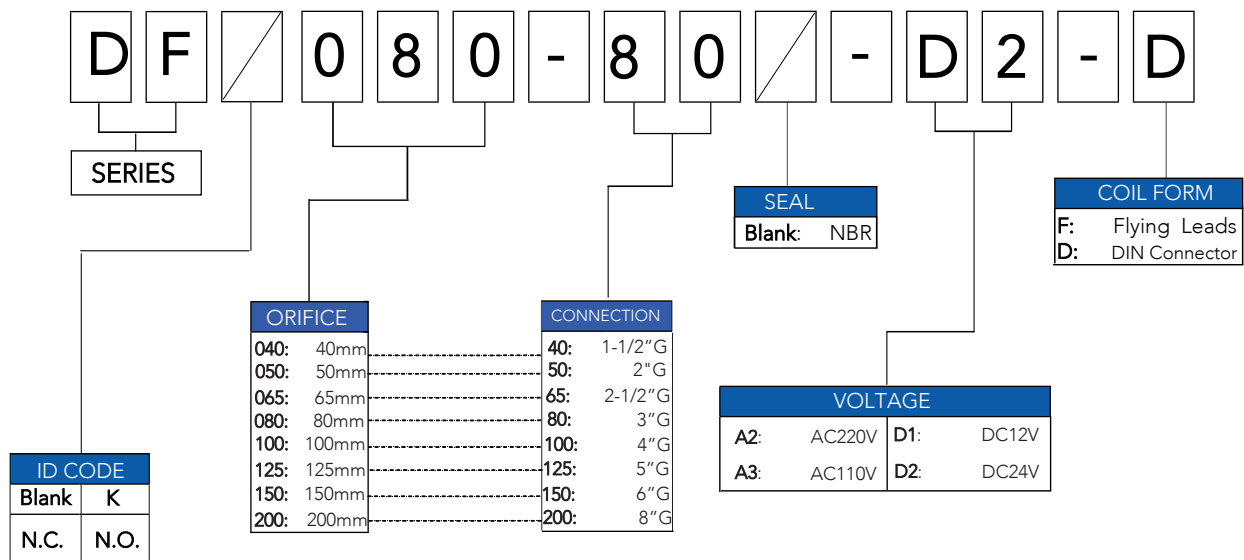 D F 0 8 0 - 8 0 - D 2 - D
SERIES
SEAL
Blank: NBR
COIL FORM
F: Flying Leads
D: DIN Connector
ORIFICE
040: 40mm
050: 50mm
065: 65mm
080: 80mm
100: 100mm
125: 125mm
150: 150mm
200: 200mm
CONNECTION
40: 1-1/2"G
50: 2"G
65: 2-1/2"G
80: 3"G
100: 4"G
125: 5"G
150: 6"G
200: 8"G
VOLTAGE
A2: AC220V D1: DC12V
A3: AC110V D2: DC24V
ID CODE
Blank K
N.C. N.O.